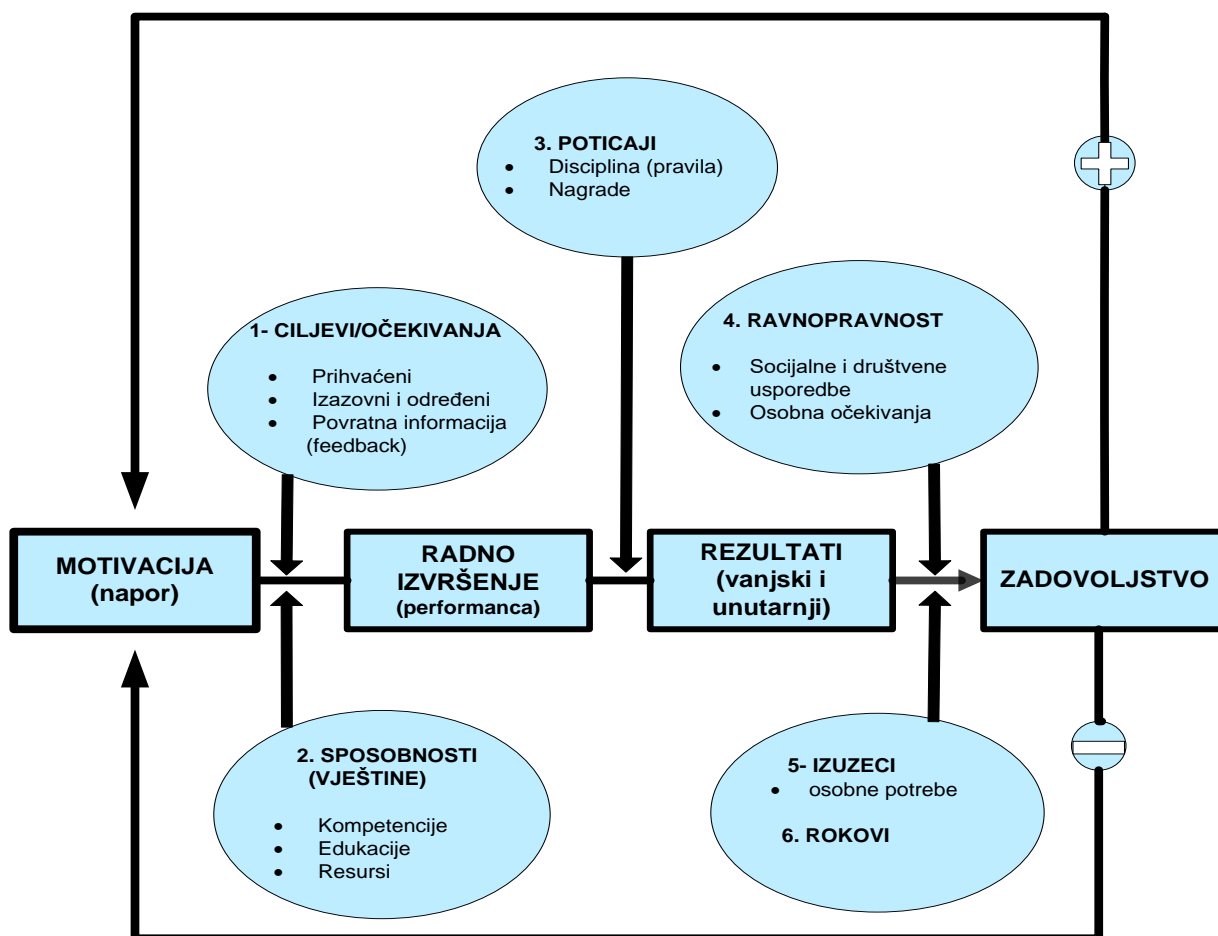 3. POTICAJI
• Disciplina (pravila)
• Nagrade
1- CILJEVI/OČEKIVANJA
• Prihvaćeni
• Izazovni i određeni
• Povratna informacija
(feedback)
4. RAVNOPRAVNOST
• Socijalne i društvene
usporedbe
• Osobna očekivanja
MOTIVACIJA
(napor)
RADNO
IZVRŠENJE
(performanca)
REZULTATI
(vanjski i
unutarnji)
ZADOVOLJSTVO
2. SPOSOBNOSTI
(VJEŠTINE)
• Kompetencije
• Edukacije
• Resursi
5- IZUZECI
• osobne potrebe
6. ROKOVI